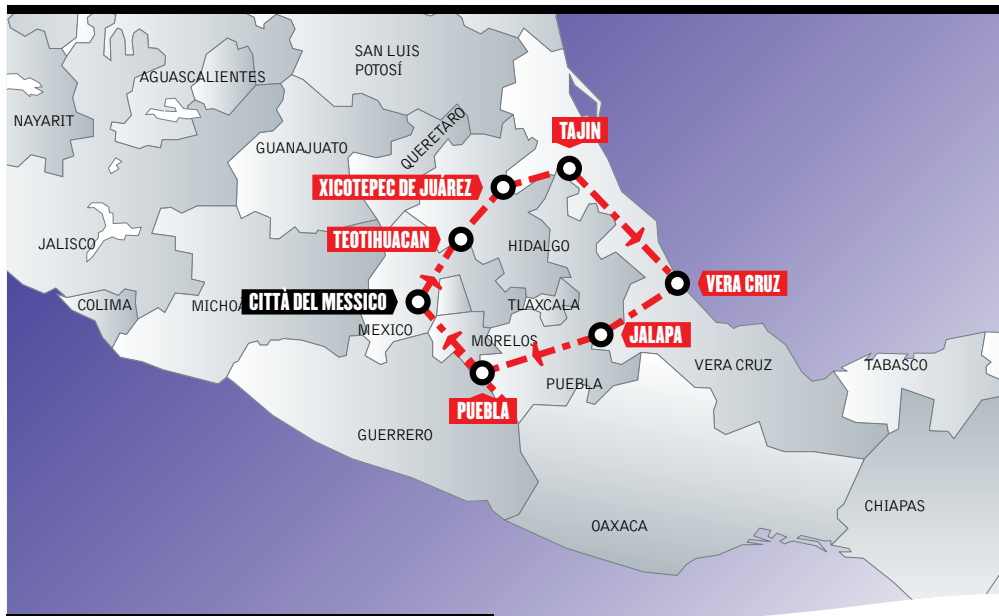 SAN LUIS
POTOSÍ
AGUASCALIENTES
NAYARIT
TAJIN
QUERETARO
GUANAJUATO
XICOTEPEC DE JUÁREZ
TEOTIHUACAN
JALISCO
HIDALGO
VERA CRUZ
COLIMA
CITTÀ DEL MESSICO
TLAXCALA
MEXICO
MORELOS
JALAPA
VERA CRUZ
TABASCO
PUEBLA
PUEBLA
GUERRERO
CHIAPAS
OAXACA